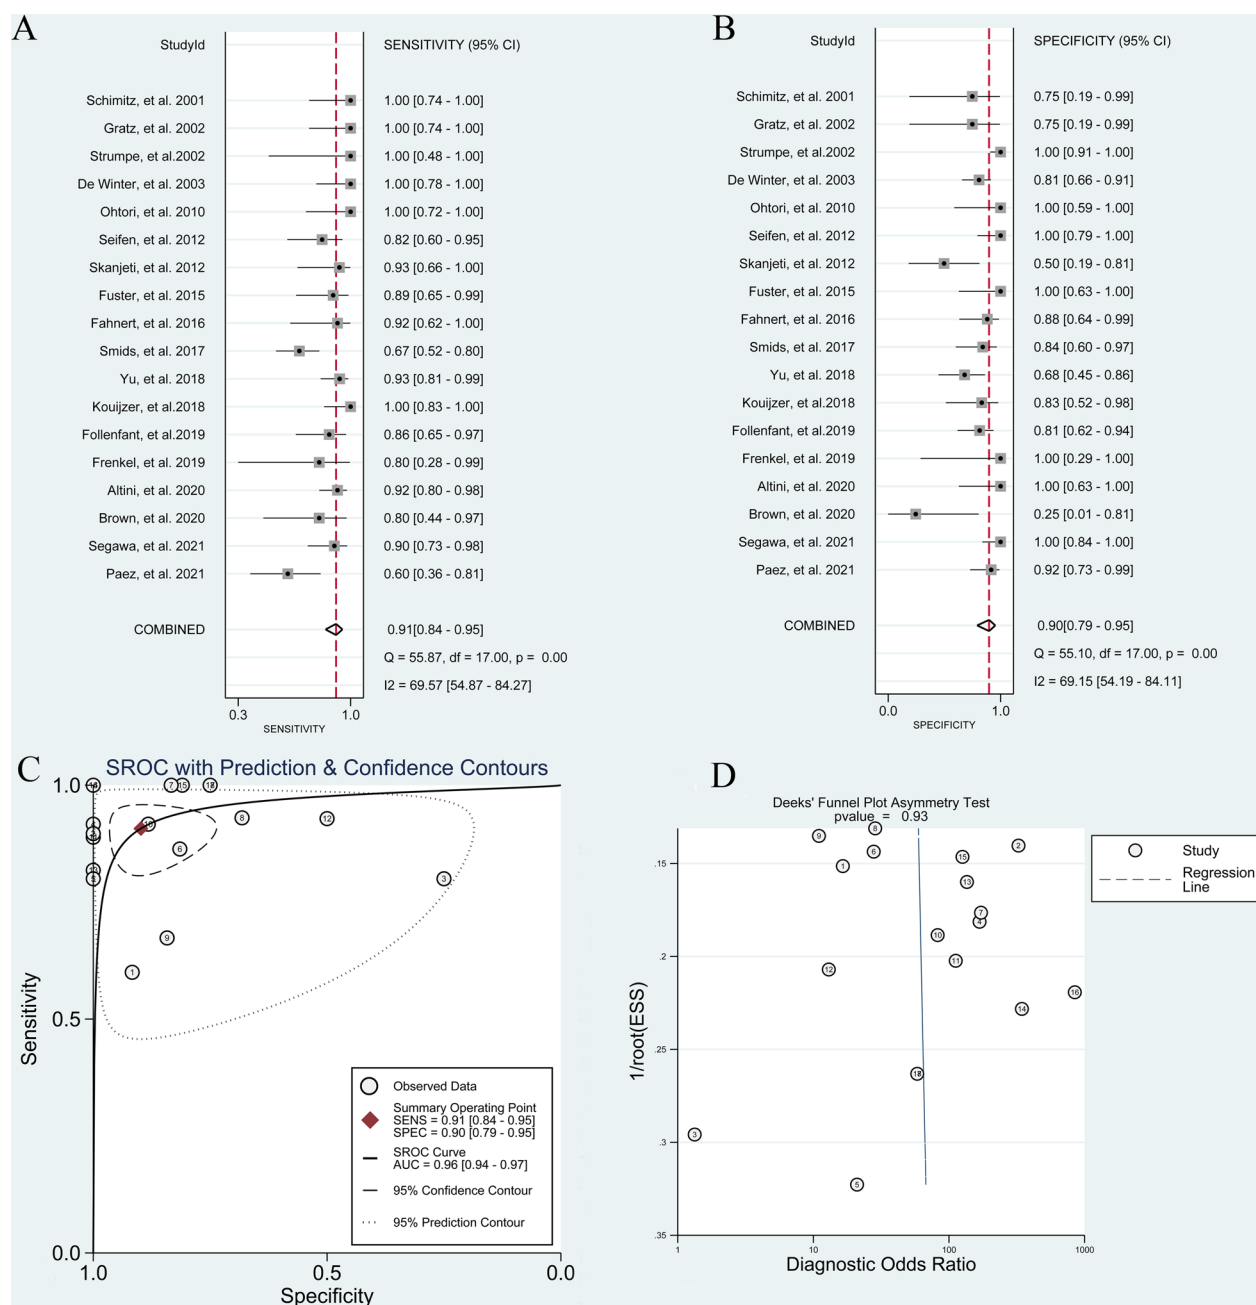 A
StudyId SENSITIVITY (95% CI)
Schimitz, et al. 2001 1.00 [0.74 - 1.00]
Gratz, et al. 2002 1.00 [0.74 - 1.00]
Strumpe, et al.2002 1.00 [0.48 - 1.00]
De Winter, et al. 2003 1.00 [0.78 - 1.00]
Ohtori, et al. 2010 1.00 [0.72 - 1.00]
Seifen, et al. 2012 0.82 [0.60 - 0.95]
Skanjeti, et al. 2012 0.93 [0.66 - 1.00]
Fuster, et al. 2015 0.89 [0.65 - 0.99]
Fahnert, et al. 2016 0.92 [0.62 - 1.00]
Smids, et al. 2017 0.67 [0.52 - 0.80]
Yu, et al. 2018 0.93 [0.81 - 0.99]
Kouijzer, et al.2018 1.00 [0.83 - 1.00]
Follenfant, et al.2019 0.86 [0.65 - 0.97]
Frenkel, et al. 2019 0.80 [0.28 - 0.99]
Altini, et al. 2020 0.92 [0.80 - 0.98]
Brown, et al. 2020 0.80 [0.44 - 0.97]
Segawa, et al. 2021 0.90 [0.73 - 0.98]
Paez, et al. 2021 0.60 [0.36 - 0.81]
COMBINED 0.91[0.84 - 0.95]
Q = 55.87, df = 17.00, p = 0.00
I2 = 69.57 [54.87 - 84.27]
0.3 1.0
SENSITIVITY
B
StudyId SPECIFICITY (95% CI)
Schimitz, et al. 2001 0.75 [0.19 - 0.99]
Gratz, et al. 2002 0.75 [0.19 - 0.99]
Strumpe, et al.2002 1.00 [0.91 - 1.00]
De Winter, et al. 2003 0.81 [0.66 - 0.91]
Ohtori, et al. 2010 1.00 [0.59 - 1.00]
Seifen, et al. 2012 1.00 [0.79 - 1.00]
Skanjeti, et al. 2012 0.50 [0.19 - 0.81]
Fuster, et al. 2015 1.00 [0.63 - 1.00]
Fahnert, et al. 2016 0.88 [0.64 - 0.99]
Smids, et al. 2017 0.84 [0.60 - 0.97]
Yu, et al. 2018 0.68 [0.45 - 0.86]
Kouijzer, et al.2018 0.83 [0.52 - 0.98]
Follenfant, et al.2019 0.81 [0.62 - 0.94]
Frenkel, et al. 2019 1.00 [0.29 - 1.00]
Altini, et al. 2020 1.00 [0.63 - 1.00]
Brown, et al. 2020 0.25 [0.01 - 0.81]
Segawa, et al. 2021 1.00 [0.84 - 1.00]
Paez, et al. 2021 0.92 [0.73 - 0.99]
COMBINED 0.90[0.79 - 0.95]
Q = 55.10, df = 17.00, p = 0.00
I2 = 69.15 [54.19 - 84.11]
0.0 1.0
SPECIFICITY
C
SROC with Prediction & Confidence Contours
1.0
7 15
8 12
6
3
9
1
0.5
Sensitivity
Observed Data
Summary Operating Point
SENS = 0.91 [0.84 - 0.95]
SPEC = 0.90 [0.79 - 0.95]
SROC Curve
AUC = 0.96 [0.94 - 0.97]
95% Confidence Contour
95% Prediction Contour
0.0
1.0 0.5 0.0
Specificity
D
Deeks' Funnel Plot Asymmetry Test
pvalue = 0.93
9 8 2
6 15
1 13
.15
7
4
10
.2
11
12
16
14
.25
3
.3
5
.35
1/root(ESS)
1 10 100 1000
Diagnostic Odds Ratio
Study
Regression
Line